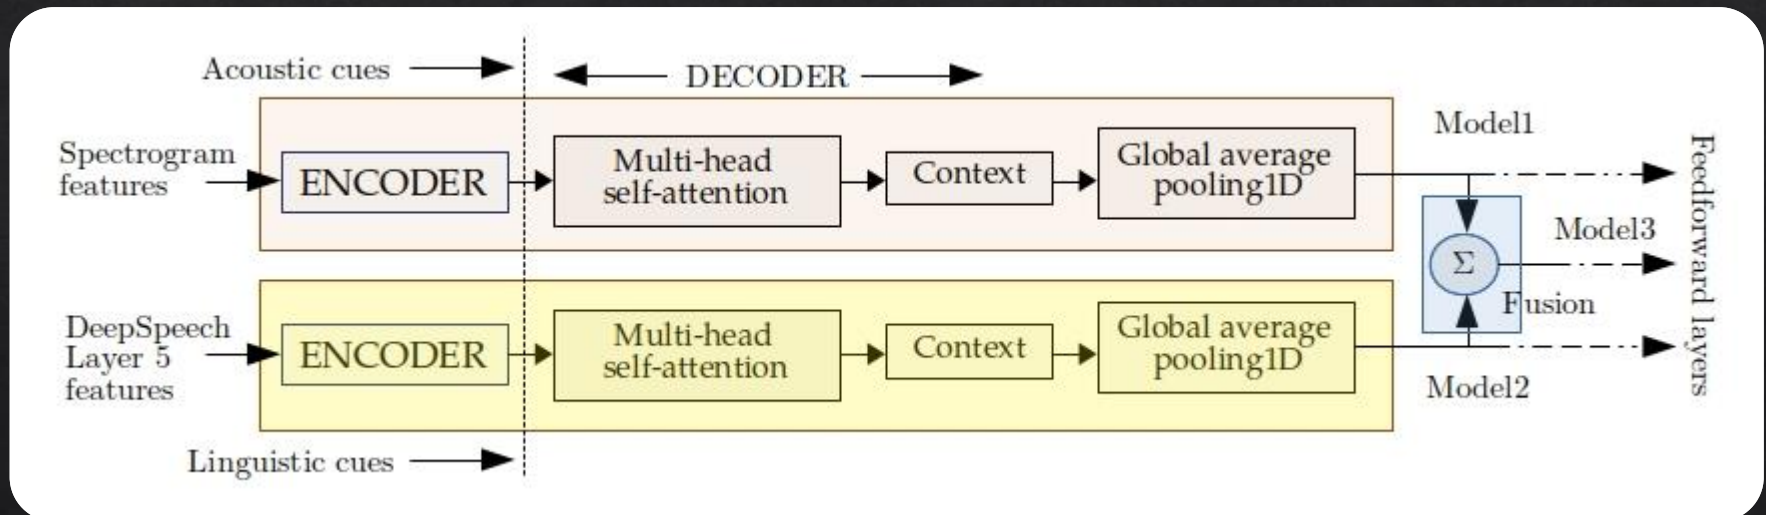 Acoustic cues
DECODER
Spectrogram
features
ENCODER
Multi-head
self-attention
Context
Global average
pooling1D
Model1
Σ
Model3
Fusion
DeepSpeech
Layer 5
features
ENCODER
Multi-head
self-attention
Context
Global average
pooling1D
Model2
Linguistic cues
Feedforward layers